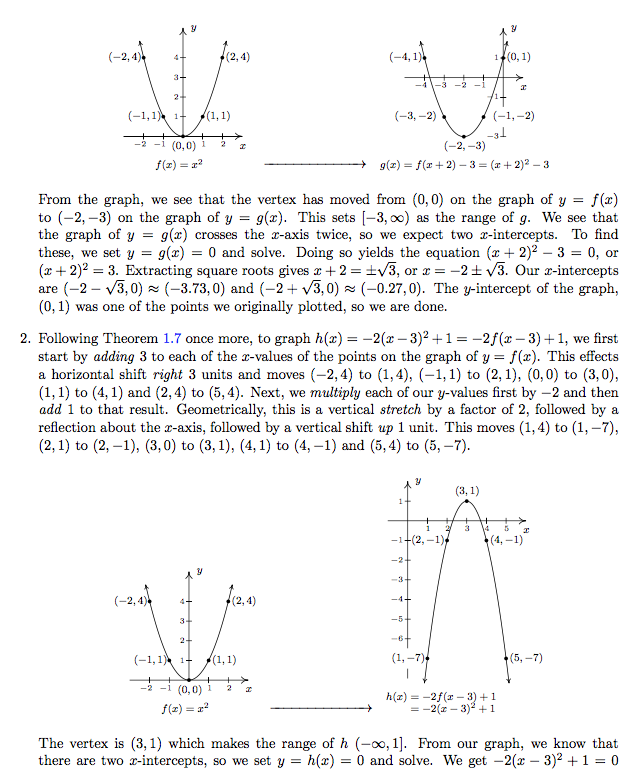 y
y
(−2, 4)
4
(2, 4)
(−4, 1)
1
(0, 1)
3
−4 −3 −2 −1
x
2
−1
(−1, 1)
1
(1, 1)
(−3, −2)
(−1, −2)
−3
−2 −1 (0, 0) 1 2 x
(−2, −3)
f(x) = x²
g(x) = f(x + 2) − 3 = (x + 2)² − 3
From the graph, we see that the vertex has moved from (0, 0) on the graph of y = f(x)
to (−2, −3) on the graph of y = g(x). This sets [−3, ∞) as the range of g. We see that
the graph of y = g(x) crosses the x-axis twice, so we expect two x-intercepts. To find
these, we set y = g(x) = 0 and solve. Doing so yields the equation (x + 2)² − 3 = 0, or
(x + 2)² = 3. Extracting square roots gives x + 2 = ±√3, or x = −2 ± √3. Our x-intercepts
are (−2 − √3, 0) ≈ (−3.73, 0) and (−2 + √3, 0) ≈ (−0.27, 0). The y-intercept of the graph,
(0, 1) was one of the points we originally plotted, so we are done.
2. Following Theorem 1.7 once more, to graph h(x) = −2(x − 3)² + 1 = −2f(x − 3) + 1, we first
start by adding 3 to each of the x-values of the points on the graph of y = f(x). This effects
a horizontal shift right 3 units and moves (−2, 4) to (1, 4), (−1, 1) to (2, 1), (0, 0) to (3, 0),
(1, 1) to (4, 1) and (2, 4) to (5, 4). Next, we multiply each of our y-values first by −2 and then
add 1 to that result. Geometrically, this is a vertical stretch by a factor of 2, followed by a
reflection about the x-axis, followed by a vertical shift up 1 unit. This moves (1, 4) to (1, −7),
(2, 1) to (2, −1), (3, 0) to (3, 1), (4, 1) to (4, −1) and (5, 4) to (5, −7).
y
(3, 1)
1
1 2 3 4 5 x
−1
(2, −1)
(4, −1)
−2
−3
−4
−5
−6
(1, −7)
(5, −7)
y
(−2, 4)
4
(2, 4)
3
2
(−1, 1)
1
(1, 1)
−2 −1 (0, 0) 1 2 x
f(x) = x²
h(x) = −2f(x − 3) + 1
= −2(x − 3)² + 1
The vertex is (3, 1) which makes the range of h (−∞, 1]. From our graph, we know that
there are two x-intercepts, so we set y = h(x) = 0 and solve. We get −2(x − 3)² + 1 = 0